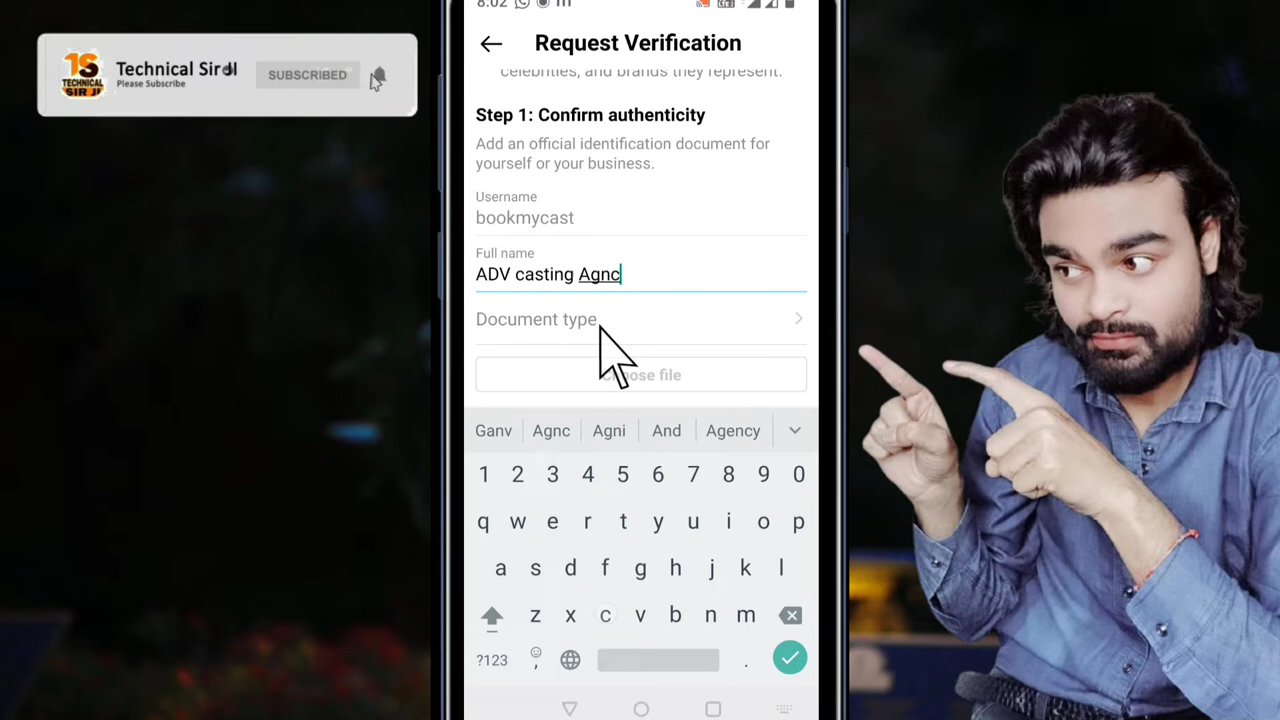 8:02
Request Verification
celebrities, and brands they represent.
Step 1: Confirm authenticity
Add an official identification document for
yourself or your business.
Username
bookmycast
Full name
ADV casting Agnc
Document type
file
Ganv Agnc Agni And Agency
1 2 3 4 5 6 7 8 9 0
q w e r t y u i o p
a s d f g h j k l
z x c v b n m
?123 , .
TECHNICAL
SIR JI
Technical Sir
Please Subscribe
SUBSCRIBED